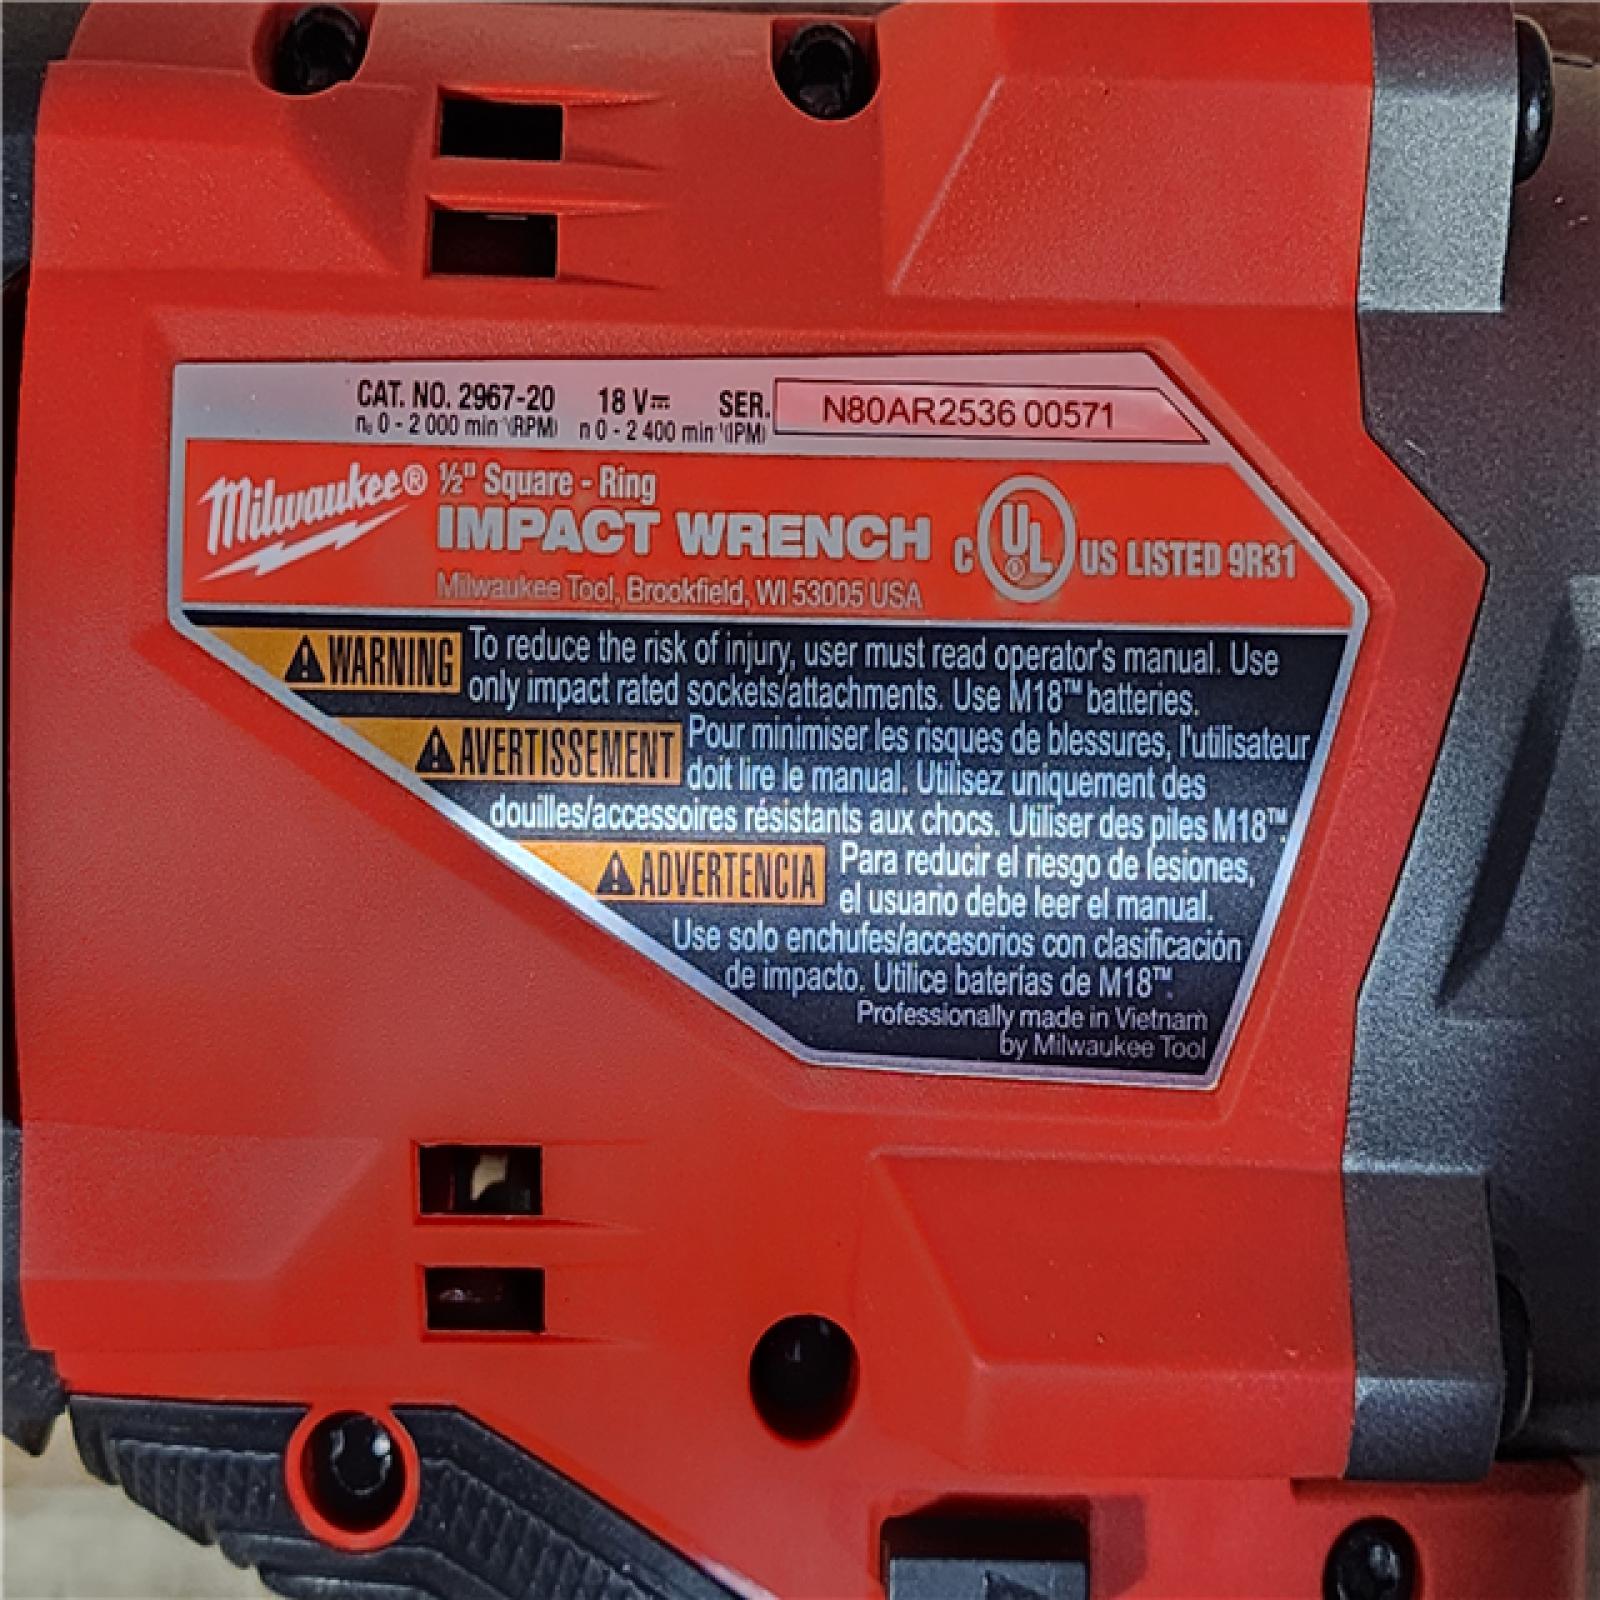 CAT. NO. 2967-20 18 V⎓ SER. N80AR2536 00571
n₀ 0 - 2 000 min⁻¹(RPM) n 0 - 2 400 min⁻¹(IPM)
Milwaukee® ½" Square - Ring
IMPACT WRENCH
C UL® US LISTED 9R31
Milwaukee Tool, Brookfield, WI 53005 USA
⚠WARNING To reduce the risk of injury, user must read operator's manual. Use
only impact rated sockets/attachments. Use M18™ batteries.
⚠AVERTISSEMENT Pour minimiser les risques de blessures, l'utilisateur
doit lire le manual. Utilisez uniquement des
douilles/accessoires résistants aux chocs. Utiliser des piles M18™.
⚠ADVERTENCIA Para reducir el riesgo de lesiones,
el usuario debe leer el manual.
Use solo enchufes/accesorios con clasificación
de impacto. Utilice baterías de M18™.
Professionally made in Vietnam
by Milwaukee Tool